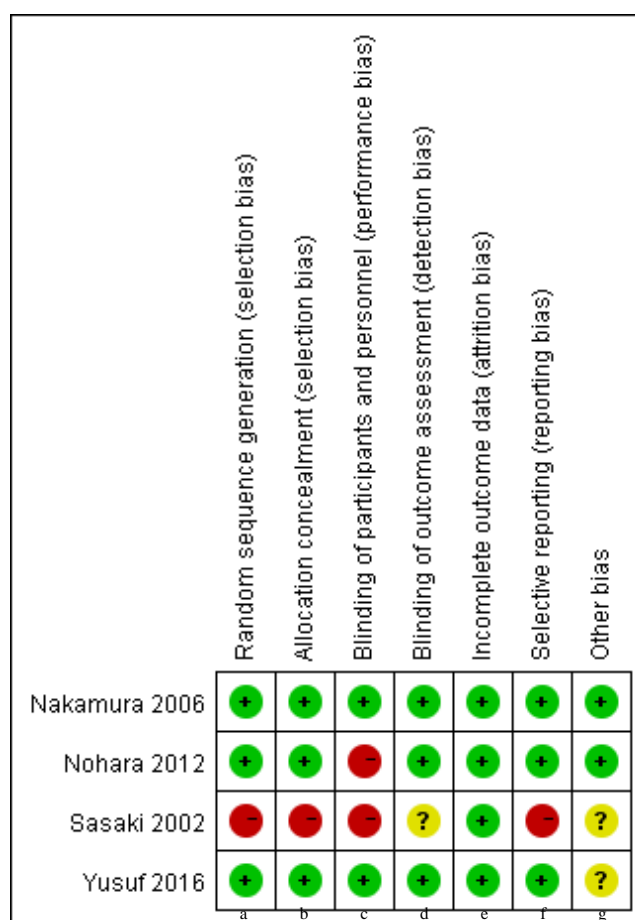 Random sequence generation (selection bias)
Allocation concealment (selection bias)
Blinding of participants and personnel (performance bias)
Blinding of outcome assessment (detection bias)
Incomplete outcome data (attrition bias)
Selective reporting (reporting bias)
Other bias
Nakamura 2006 + + + + + + +
Nohara 2012 + + - + + + +
Sasaki 2002 - - - ? + - ?
Yusuf 2016 + + + + + + ?
a b c d e f g